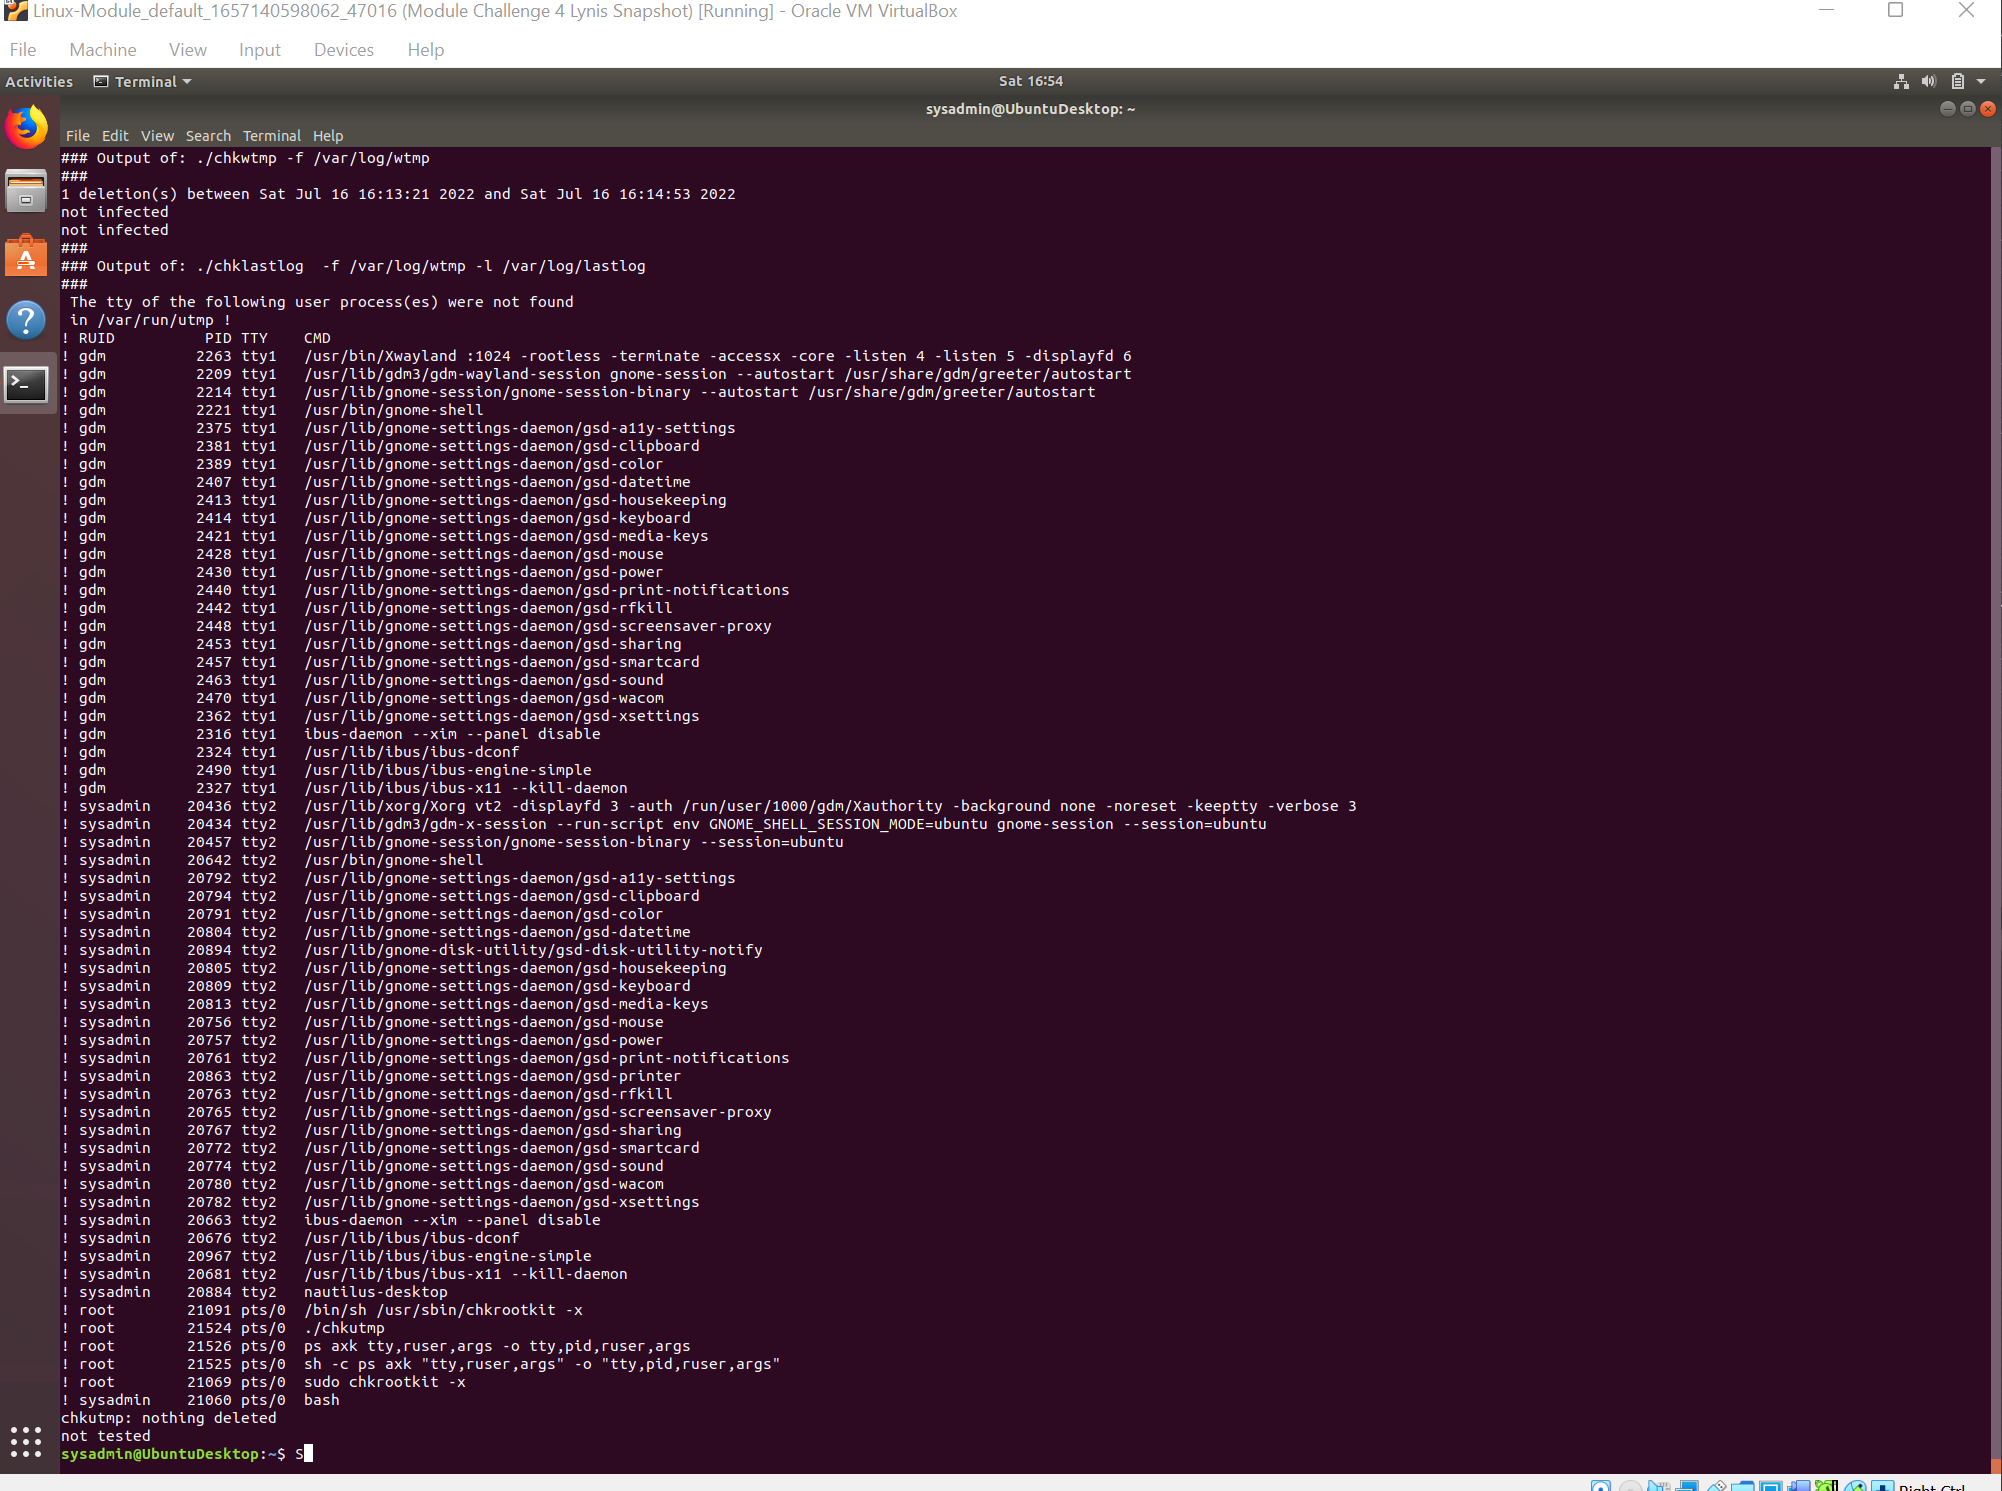 Linux-Module_default_1657140598062_47016 (Module Challenge 4 Lynis Snapshot) [Running] - Oracle VM VirtualBox
File Machine View Input Devices Help
Activities Terminal Sat 16:54
sysadmin@UbuntuDesktop: ~
File Edit View Search Terminal Help
### Output of: ./chkwtmp -f /var/log/wtmp
###
1 deletion(s) between Sat Jul 16 16:13:21 2022 and Sat Jul 16 16:14:53 2022
not infected
not infected
###
### Output of: ./chklastlog  -f /var/log/wtmp -l /var/log/lastlog
###
 The tty of the following user process(es) were not found
 in /var/run/utmp !
! RUID          PID TTY    CMD
! gdm          2263 tty1   /usr/bin/Xwayland :1024 -rootless -terminate -accessx -core -listen 4 -listen 5 -displayfd 6
! gdm          2209 tty1   /usr/lib/gdm3/gdm-wayland-session gnome-session --autostart /usr/share/gdm/greeter/autostart
! gdm          2214 tty1   /usr/lib/gnome-session/gnome-session-binary --autostart /usr/share/gdm/greeter/autostart
! gdm          2221 tty1   /usr/bin/gnome-shell
! gdm          2375 tty1   /usr/lib/gnome-settings-daemon/gsd-a11y-settings
! gdm          2381 tty1   /usr/lib/gnome-settings-daemon/gsd-clipboard
! gdm          2389 tty1   /usr/lib/gnome-settings-daemon/gsd-color
! gdm          2407 tty1   /usr/lib/gnome-settings-daemon/gsd-datetime
! gdm          2413 tty1   /usr/lib/gnome-settings-daemon/gsd-housekeeping
! gdm          2414 tty1   /usr/lib/gnome-settings-daemon/gsd-keyboard
! gdm          2421 tty1   /usr/lib/gnome-settings-daemon/gsd-media-keys
! gdm          2428 tty1   /usr/lib/gnome-settings-daemon/gsd-mouse
! gdm          2430 tty1   /usr/lib/gnome-settings-daemon/gsd-power
! gdm          2440 tty1   /usr/lib/gnome-settings-daemon/gsd-print-notifications
! gdm          2442 tty1   /usr/lib/gnome-settings-daemon/gsd-rfkill
! gdm          2448 tty1   /usr/lib/gnome-settings-daemon/gsd-screensaver-proxy
! gdm          2453 tty1   /usr/lib/gnome-settings-daemon/gsd-sharing
! gdm          2457 tty1   /usr/lib/gnome-settings-daemon/gsd-smartcard
! gdm          2463 tty1   /usr/lib/gnome-settings-daemon/gsd-sound
! gdm          2470 tty1   /usr/lib/gnome-settings-daemon/gsd-wacom
! gdm          2362 tty1   /usr/lib/gnome-settings-daemon/gsd-xsettings
! gdm          2316 tty1   ibus-daemon --xim --panel disable
! gdm          2324 tty1   /usr/lib/ibus/ibus-dconf
! gdm          2490 tty1   /usr/lib/ibus/ibus-engine-simple
! gdm          2327 tty1   /usr/lib/ibus/ibus-x11 --kill-daemon
! sysadmin    20436 tty2   /usr/lib/xorg/Xorg vt2 -displayfd 3 -auth /run/user/1000/gdm/Xauthority -background none -noreset -keeptty -verbose 3
! sysadmin    20434 tty2   /usr/lib/gdm3/gdm-x-session --run-script env GNOME_SHELL_SESSION_MODE=ubuntu gnome-session --session=ubuntu
! sysadmin    20457 tty2   /usr/lib/gnome-session/gnome-session-binary --session=ubuntu
! sysadmin    20642 tty2   /usr/bin/gnome-shell
! sysadmin    20792 tty2   /usr/lib/gnome-settings-daemon/gsd-a11y-settings
! sysadmin    20794 tty2   /usr/lib/gnome-settings-daemon/gsd-clipboard
! sysadmin    20791 tty2   /usr/lib/gnome-settings-daemon/gsd-color
! sysadmin    20804 tty2   /usr/lib/gnome-settings-daemon/gsd-datetime
! sysadmin    20894 tty2   /usr/lib/gnome-disk-utility/gsd-disk-utility-notify
! sysadmin    20805 tty2   /usr/lib/gnome-settings-daemon/gsd-housekeeping
! sysadmin    20809 tty2   /usr/lib/gnome-settings-daemon/gsd-keyboard
! sysadmin    20813 tty2   /usr/lib/gnome-settings-daemon/gsd-media-keys
! sysadmin    20756 tty2   /usr/lib/gnome-settings-daemon/gsd-mouse
! sysadmin    20757 tty2   /usr/lib/gnome-settings-daemon/gsd-power
! sysadmin    20761 tty2   /usr/lib/gnome-settings-daemon/gsd-print-notifications
! sysadmin    20863 tty2   /usr/lib/gnome-settings-daemon/gsd-printer
! sysadmin    20763 tty2   /usr/lib/gnome-settings-daemon/gsd-rfkill
! sysadmin    20765 tty2   /usr/lib/gnome-settings-daemon/gsd-screensaver-proxy
! sysadmin    20767 tty2   /usr/lib/gnome-settings-daemon/gsd-sharing
! sysadmin    20772 tty2   /usr/lib/gnome-settings-daemon/gsd-smartcard
! sysadmin    20774 tty2   /usr/lib/gnome-settings-daemon/gsd-sound
! sysadmin    20780 tty2   /usr/lib/gnome-settings-daemon/gsd-wacom
! sysadmin    20782 tty2   /usr/lib/gnome-settings-daemon/gsd-xsettings
! sysadmin    20663 tty2   ibus-daemon --xim --panel disable
! sysadmin    20676 tty2   /usr/lib/ibus/ibus-dconf
! sysadmin    20967 tty2   /usr/lib/ibus/ibus-engine-simple
! sysadmin    20681 tty2   /usr/lib/ibus/ibus-x11 --kill-daemon
! sysadmin    20884 tty2   nautilus-desktop
! root        21091 pts/0  /bin/sh /usr/sbin/chkrootkit -x
! root        21524 pts/0  ./chkutmp
! root        21526 pts/0  ps axk tty,ruser,args -o tty,pid,ruser,args
! root        21525 pts/0  sh -c ps axk "tty,ruser,args" -o "tty,pid,ruser,args"
! root        21069 pts/0  sudo chkrootkit -x
! sysadmin    21060 pts/0  bash
chkutmp: nothing deleted
not tested
sysadmin@UbuntuDesktop:~$ S
Right Ctrl